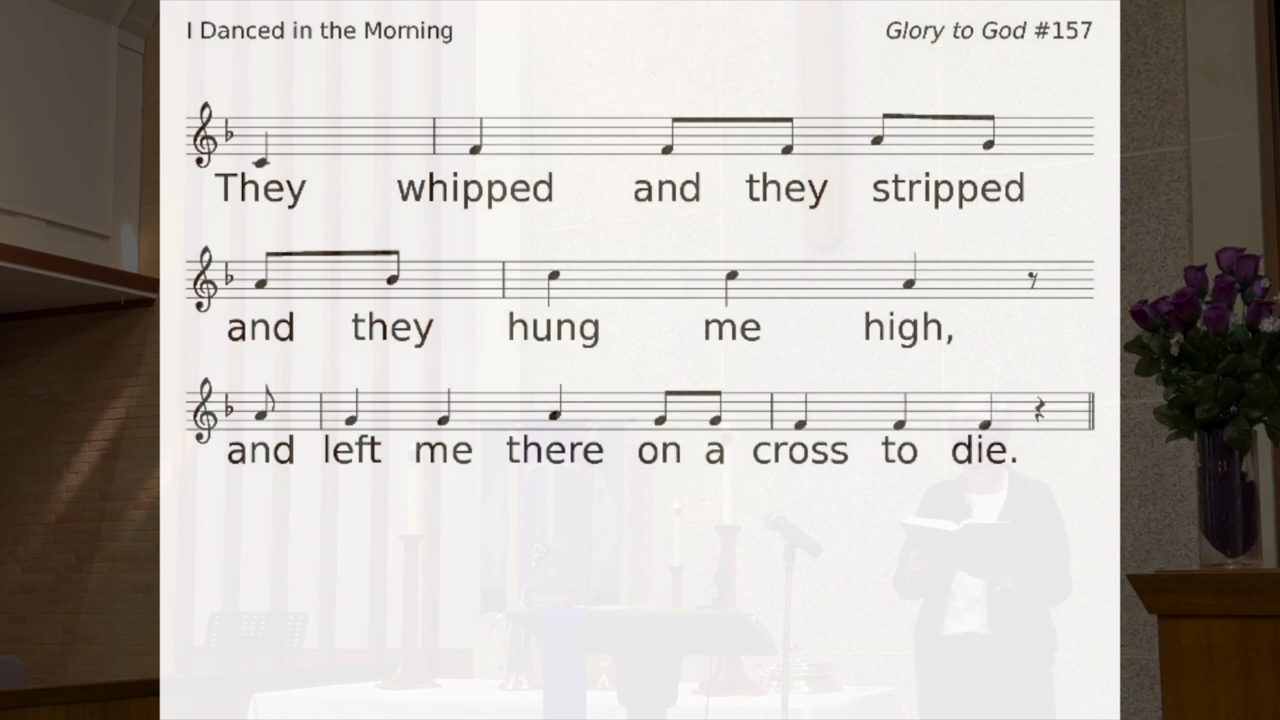 I Danced in the Morning
Glory to God #157
They whipped and they stripped
and they hung me high,
and left me there on a cross to die.